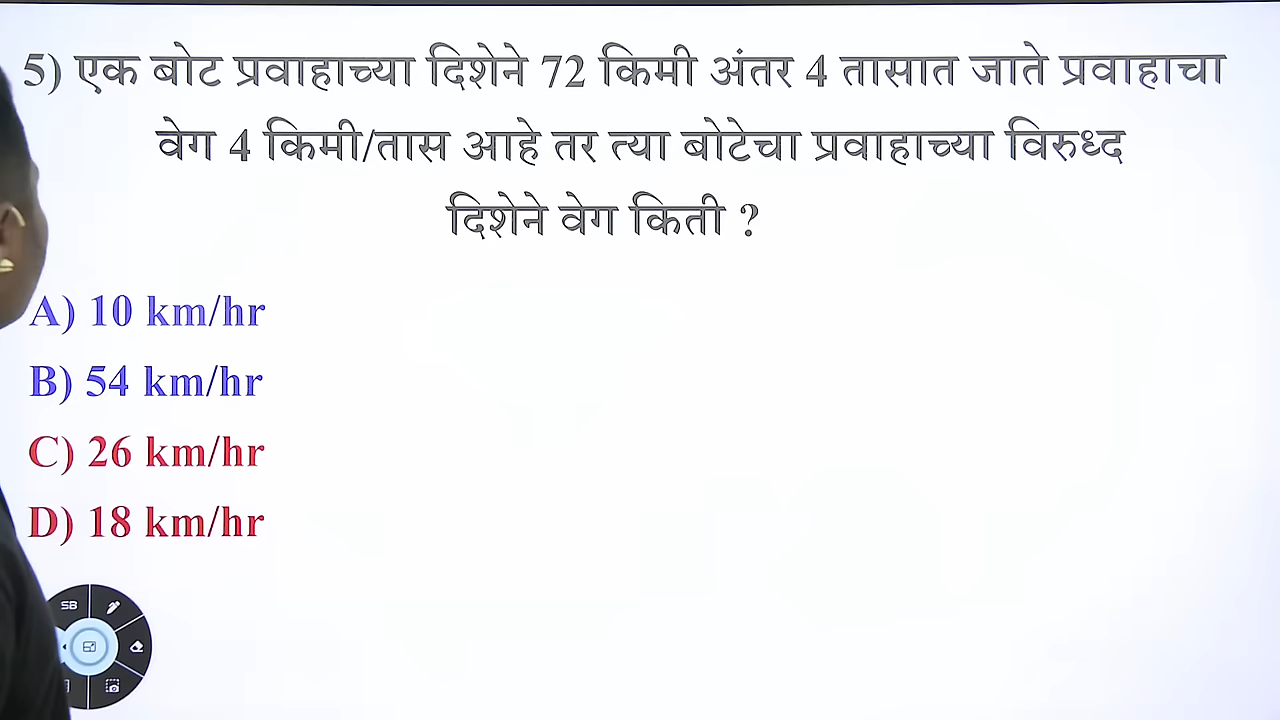 5) एक बोट प्रवाहाच्या दिशेने 72 किमी अंतर 4 तासात जाते प्रवाहाचा
वेग 4 किमी/तास आहे तर त्या बोटेचा प्रवाहाच्या विरुध्द
दिशेने वेग किती ?
A) 10 km/hr
B) 54 km/hr
C) 26 km/hr
D) 18 km/hr
SB